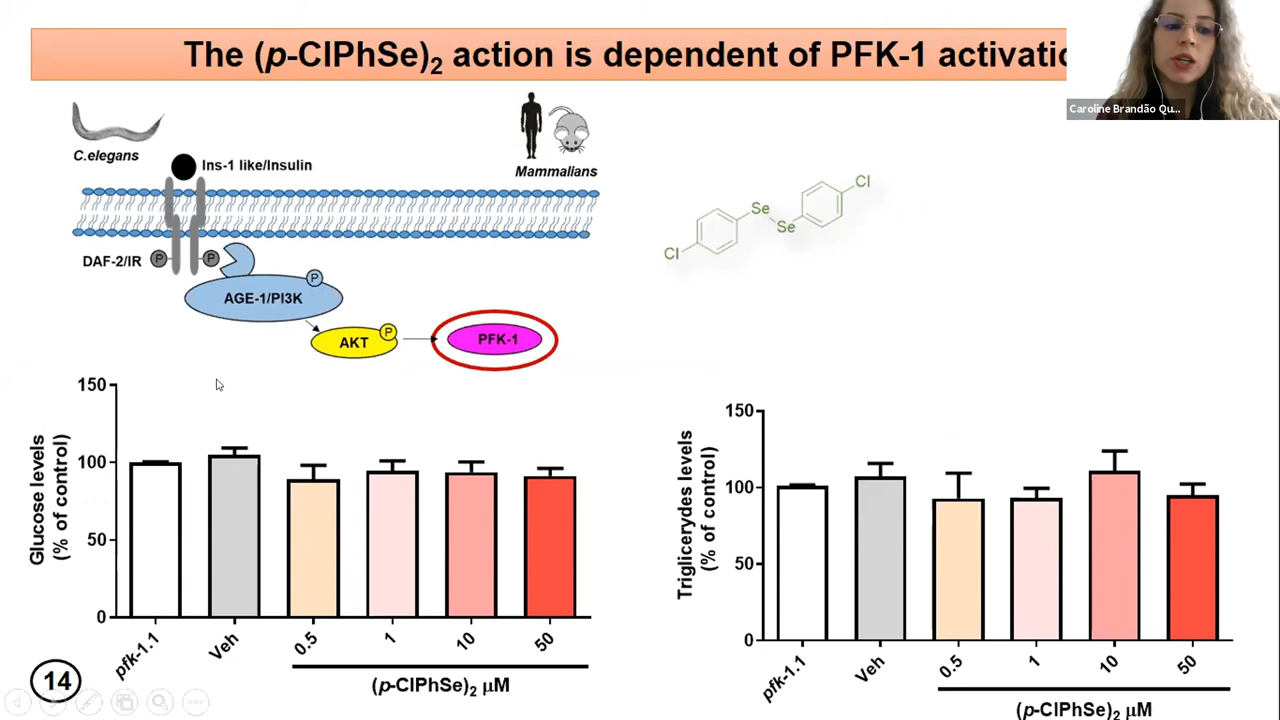 The (p-ClPhSe)₂ action is dependent of PFK-1 activatio
Caroline Brandão Qu...
C.elegans
Ins-1 like/Insulin
Mammalians
DAF-2/IR
P
P
P
AGE-1/PI3K
P
AKT
PFK-1
Cl
Se
Se
Cl
Glucose levels
(% of control)
150
100
50
0
pfk-1.1
Veh
0.5
1
10
50
(p-ClPhSe)₂ µM
Triglicerydes levels
(% of control)
150
100
50
0
pfk-1.1
Veh
0.5
1
10
50
(p-ClPhSe)₂ µM
14